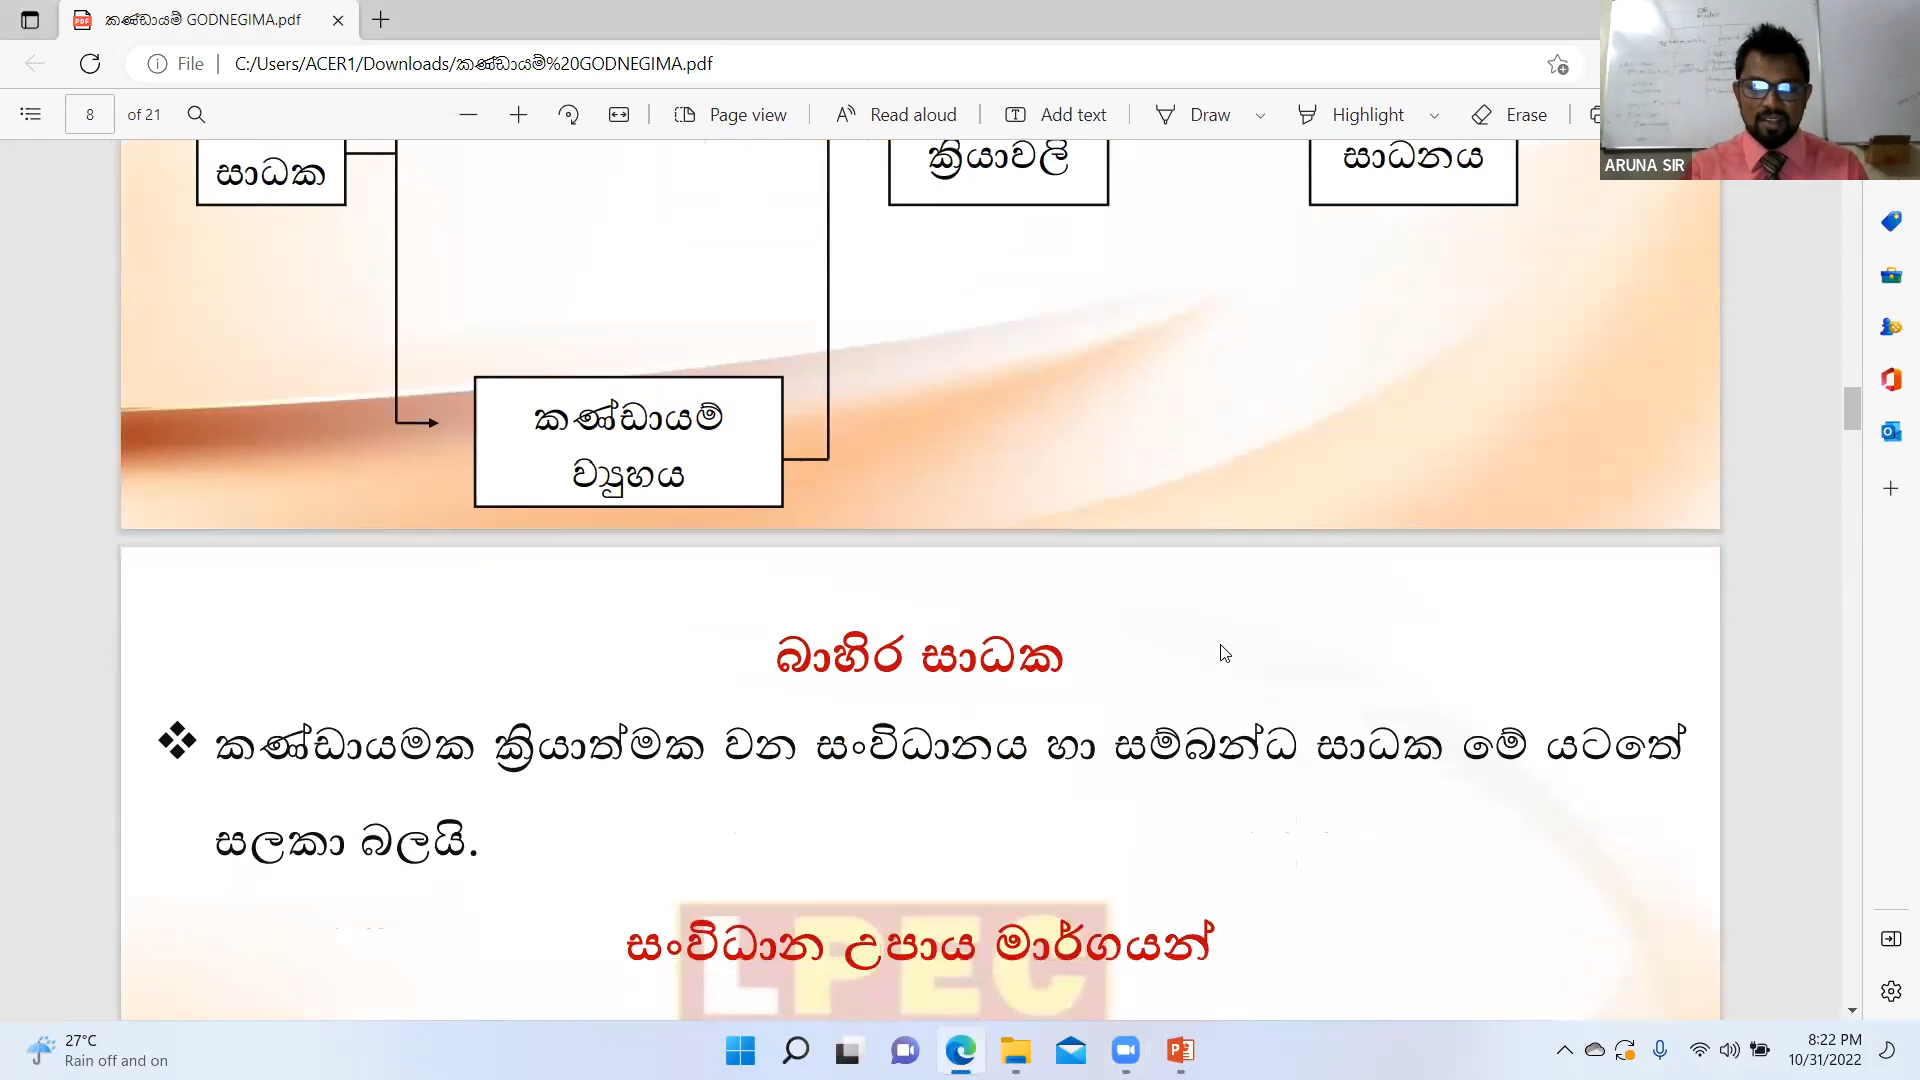 කණ්ඩායම් GODNEGIMA.pdf
File
C:/Users/ACER1/Downloads/කණ්ඩායම්%20GODNEGIMA.pdf
8 of 21
Page view
Read aloud
Add text
Draw
Highlight
Erase
ARUNA SIR
සාධක
ක්‍රියාවලි
සාධනය
කණ්ඩායම්
ව්‍යුහය
බාහිර සාධක
❖ කණ්ඩායමක ක්‍රියාත්මක වන සංවිධානය හා සම්බන්ධ සාධක මේ යටතේ
සලකා බලයි.
LPEC
සංවිධාන උපාය මාර්ගයන්
27°C
Rain off and on
8:22 PM
10/31/2022